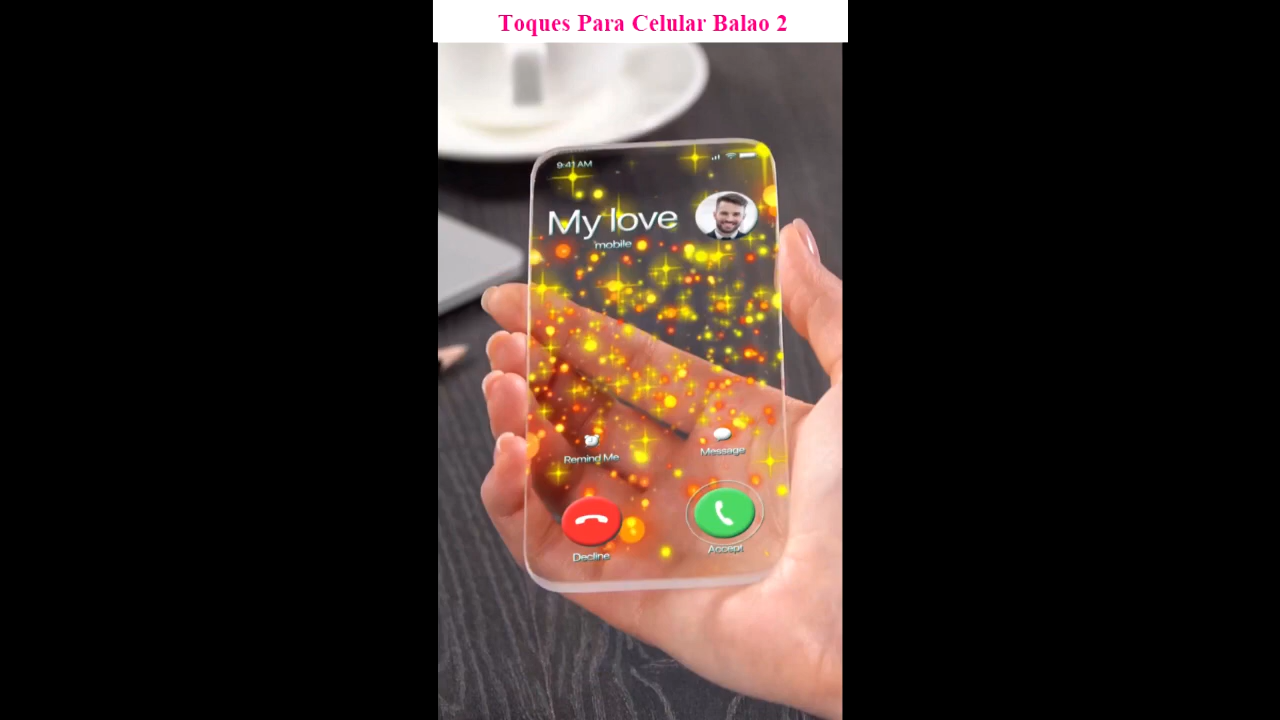 Toques Para Celular Balao 2
9:41 AM
My love
mobile
Remind Me
Message
Decline
Accept